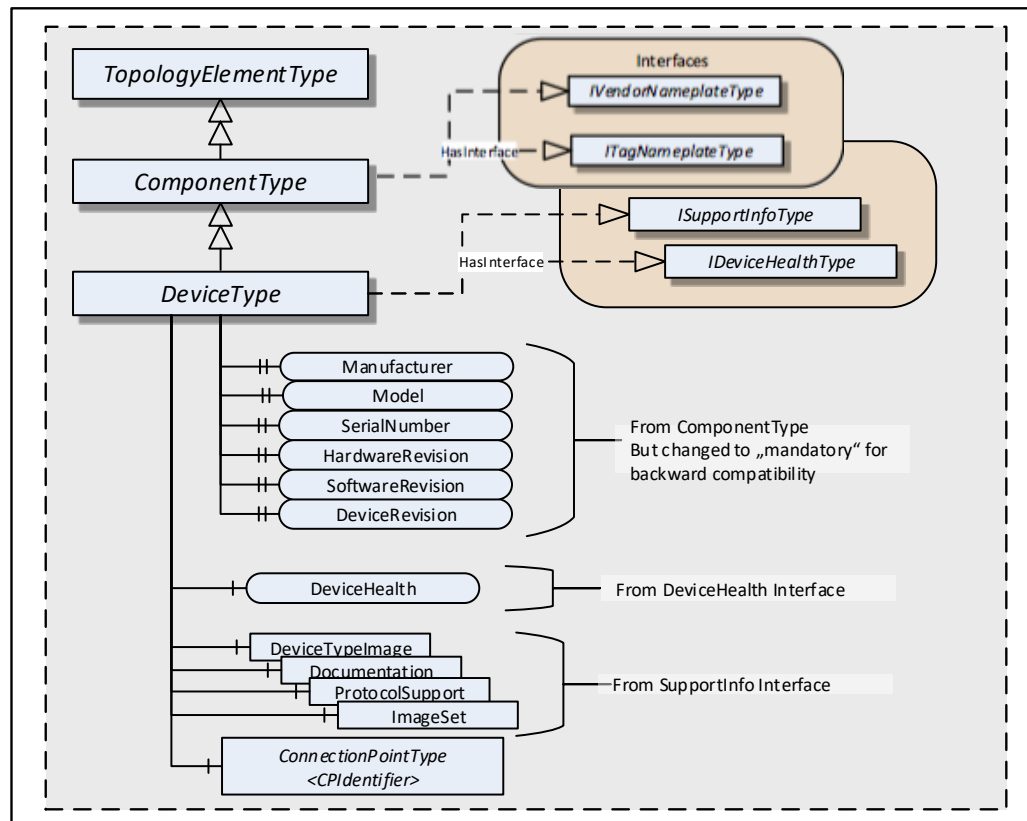 TopologyElementType
Interfaces
IVendorNameplateType
HasInterface
ITagNameplateType
ComponentType
ISupportInfoType
HasInterface
IDeviceHealthType
DeviceType
Manufacturer
Model
SerialNumber
HardwareRevision
SoftwareRevision
DeviceRevision
From ComponentType
But changed to „mandatory“ for
backward compatibility
DeviceHealth
From DeviceHealth Interface
DeviceTypeImage
Documentation
ProtocolSupport
ImageSet
From SupportInfo Interface
ConnectionPointType
<CPIdentifier>